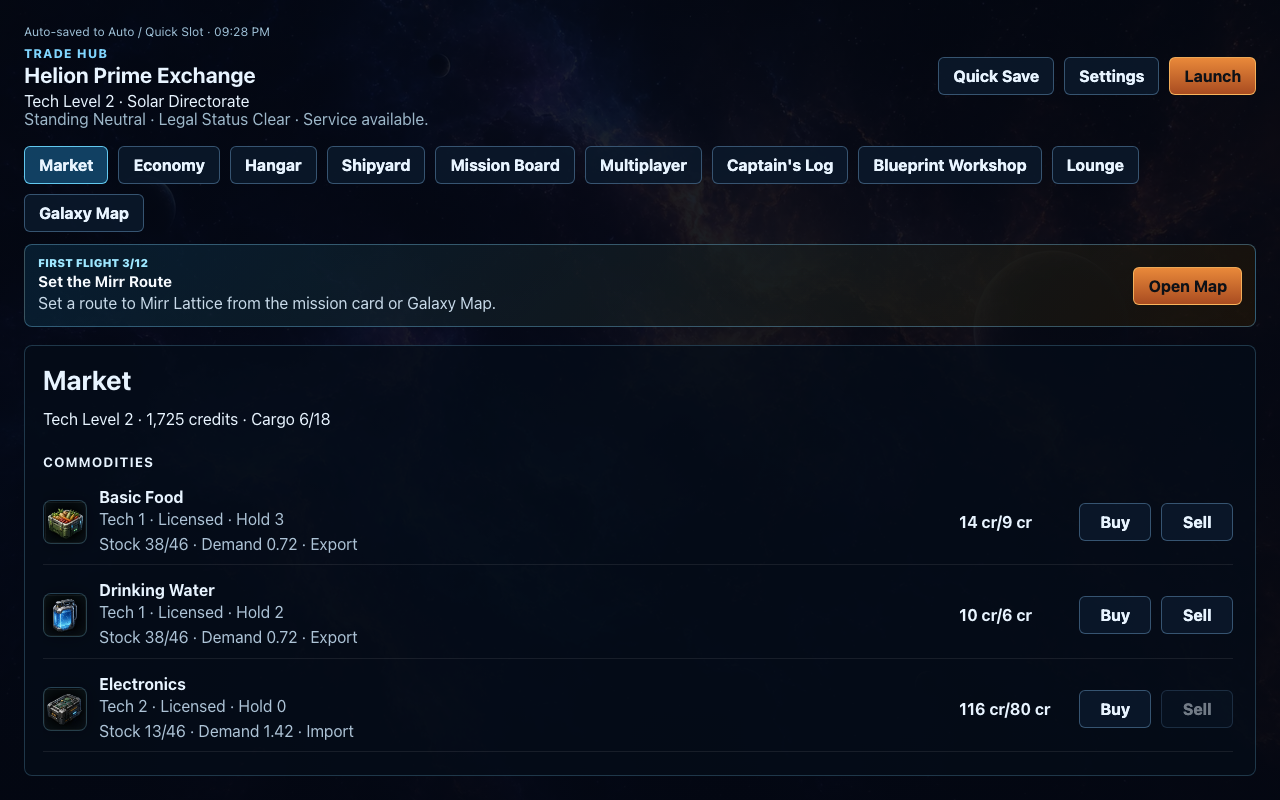 Auto-saved to Auto / Quick Slot · 09:28 PM
TRADE HUB
Helion Prime Exchange
Tech Level 2 · Solar Directorate
Standing Neutral · Legal Status Clear · Service available.
Quick Save
Settings
Launch
Market
Economy
Hangar
Shipyard
Mission Board
Multiplayer
Captain's Log
Blueprint Workshop
Lounge
Galaxy Map
FIRST FLIGHT 3/12
Set the Mirr Route
Set a route to Mirr Lattice from the mission card or Galaxy Map.
Open Map
Market
Tech Level 2 · 1,725 credits · Cargo 6/18
COMMODITIES
Basic Food
Tech 1 · Licensed · Hold 3
Stock 38/46 · Demand 0.72 · Export
14 cr/9 cr
Buy
Sell
Drinking Water
Tech 1 · Licensed · Hold 2
Stock 38/46 · Demand 0.72 · Export
10 cr/6 cr
Buy
Sell
Electronics
Tech 2 · Licensed · Hold 0
Stock 13/46 · Demand 1.42 · Import
116 cr/80 cr
Buy
Sell